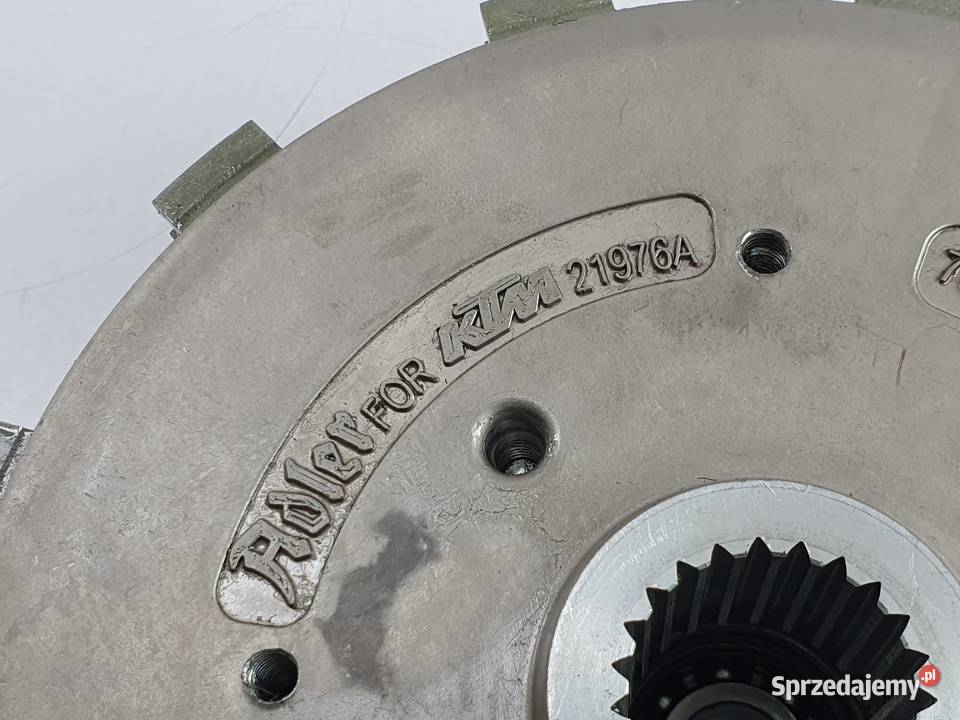 Adler FOR KTM 21976A
Sprzedajemy.pl